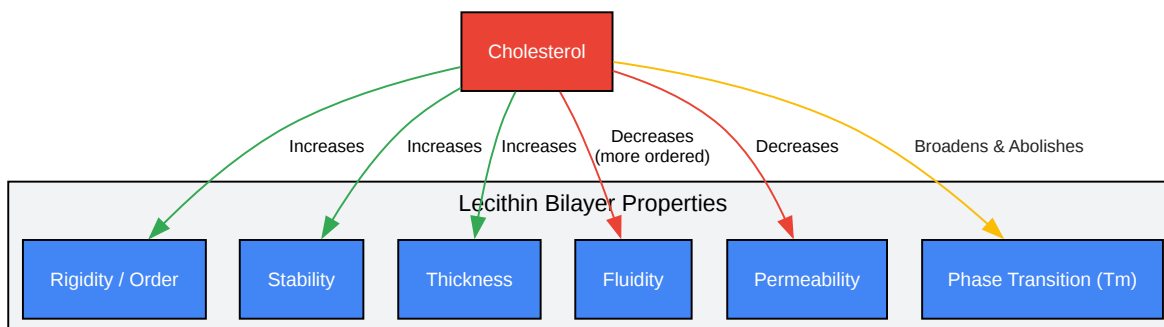 Cholesterol
Increases
Increases
Increases
Decreases
(more ordered)
Decreases
Broadens & Abolishes
Lecithin Bilayer Properties
Rigidity / Order
Stability
Thickness
Fluidity
Permeability
Phase Transition (Tm)